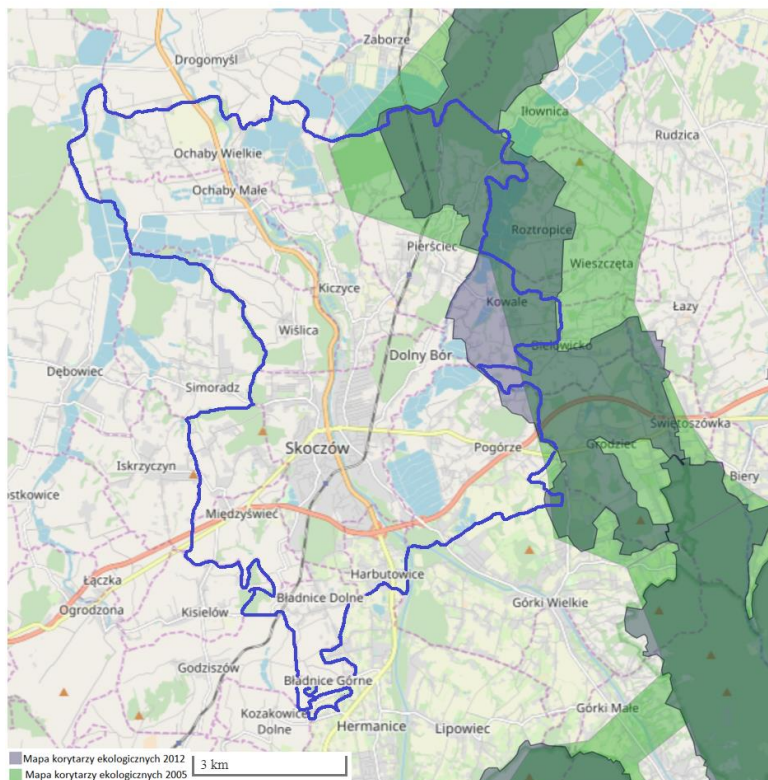 Zaborze
Drogomyśl
Iłownica
Rudzica
Ochaby Wielkie
Ochaby Małe
Roztropice
Pierściec
Wieszczęta
Kiczyce
Kowale
Łazy
Wiślica
Dolny Bór
Bielowicko
Dębowiec
Simoradz
Świętoszówka
Skoczów
Pogórze
Grodziec
Iskrzyczyn
Biery
ostkowice
Międzyświeć
Harbutowice
Łączka
Bładnice Dolne
Ogrodzona
Kisielów
Górki Wielkie
Godziszów
Bładnice Górne
Kozakowice
Dolne
Górki Małe
Hermanice
Lipowiec
Mapa korytarzy ekologicznych 2012
3 km
Mapa korytarzy ekologicznych 2005